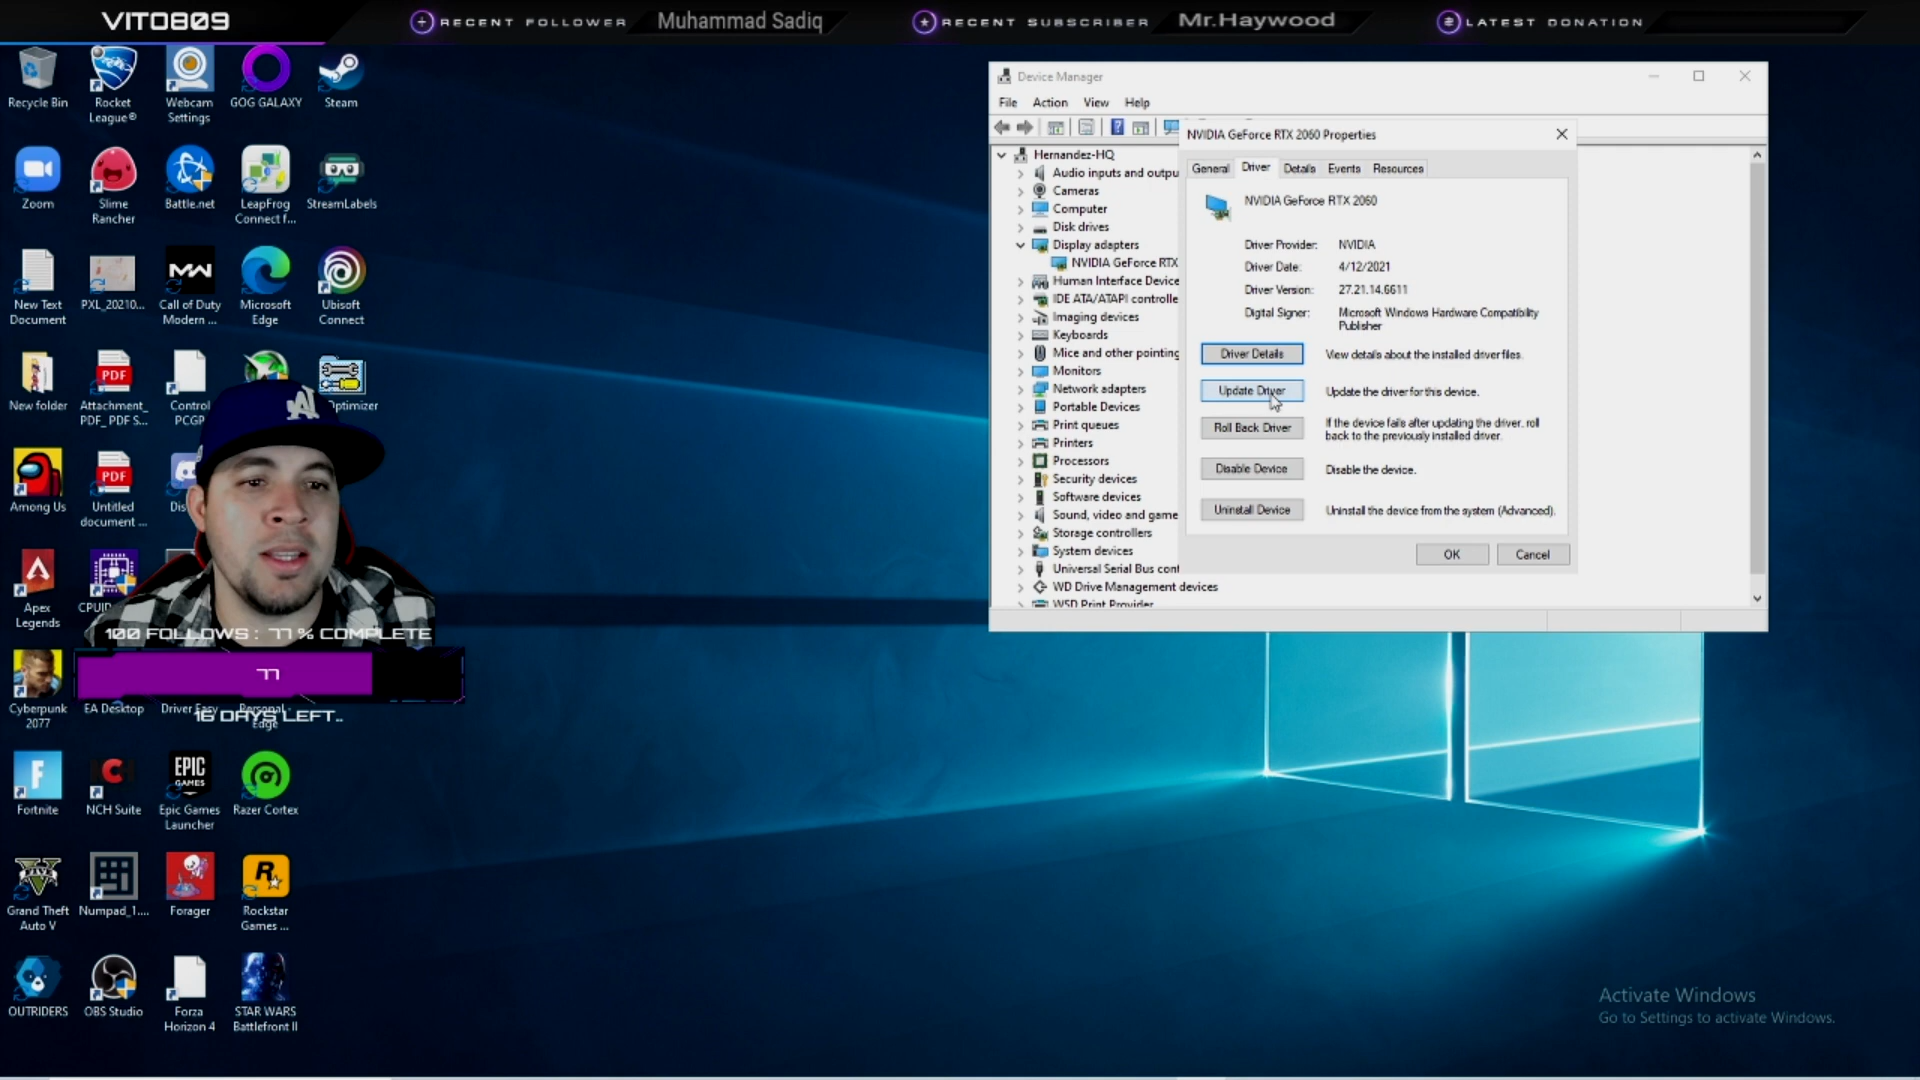 VITO809
RECENT FOLLOWER
Muhammad Sadiq
RECENT SUBSCRIBER
Mr.Haywood
LATEST DONATION
Recycle Bin
Rocket
League®
Webcam
Settings
GOG GALAXY
Steam
Zoom
Slime
Rancher
Battle.net
LeapFrog
Connect f...
StreamLabels
New Text
Document
PXL_20210...
Call of Duty
Modern ...
Microsoft
Edge
Ubisoft
Connect
New folder
Attachment_
PDF_ PDF S...
Control
PCGP
Optimizer
Among Us
Untitled
document ...
Dis
Apex
Legends
CPUID
100 FOLLOWS : 77 % COMPLETE
77
16 DAYS LEFT..
Cyberpunk
2077
EA Desktop
Driver Easy
Personal -
Edge
Fortnite
NCH Suite
EPIC
GAMES
Epic Games
Launcher
Razer Cortex
Grand Theft
Auto V
Numpad_1....
Forager
Rockstar
Games ...
OUTRIDERS
OBS Studio
Forza
Horizon 4
STAR WARS
Battlefront II
Device Manager
File Action View Help
Hernandez-HQ
Audio inputs and outpu
Cameras
Computer
Disk drives
Display adapters
NVIDIA GeForce RTX
Human Interface Device
IDE ATA/ATAPI controlle
Imaging devices
Keyboards
Mice and other pointing
Monitors
Network adapters
Portable Devices
Print queues
Printers
Processors
Security devices
Software devices
Sound, video and game
Storage controllers
System devices
Universal Serial Bus cont
WD Drive Management devices
WSD Print Provider
NVIDIA GeForce RTX 2060 Properties
General Driver Details Events Resources
NVIDIA GeForce RTX 2060
Driver Provider: NVIDIA
Driver Date: 4/12/2021
Driver Version: 27.21.14.6611
Digital Signer: Microsoft Windows Hardware Compatibility
Publisher
Driver Details View details about the installed driver files.
Update Driver Update the driver for this device.
Roll Back Driver If the device fails after updating the driver, roll
back to the previously installed driver.
Disable Device Disable the device.
Uninstall Device Uninstall the device from the system (Advanced).
OK Cancel
Activate Windows
Go to Settings to activate Windows.